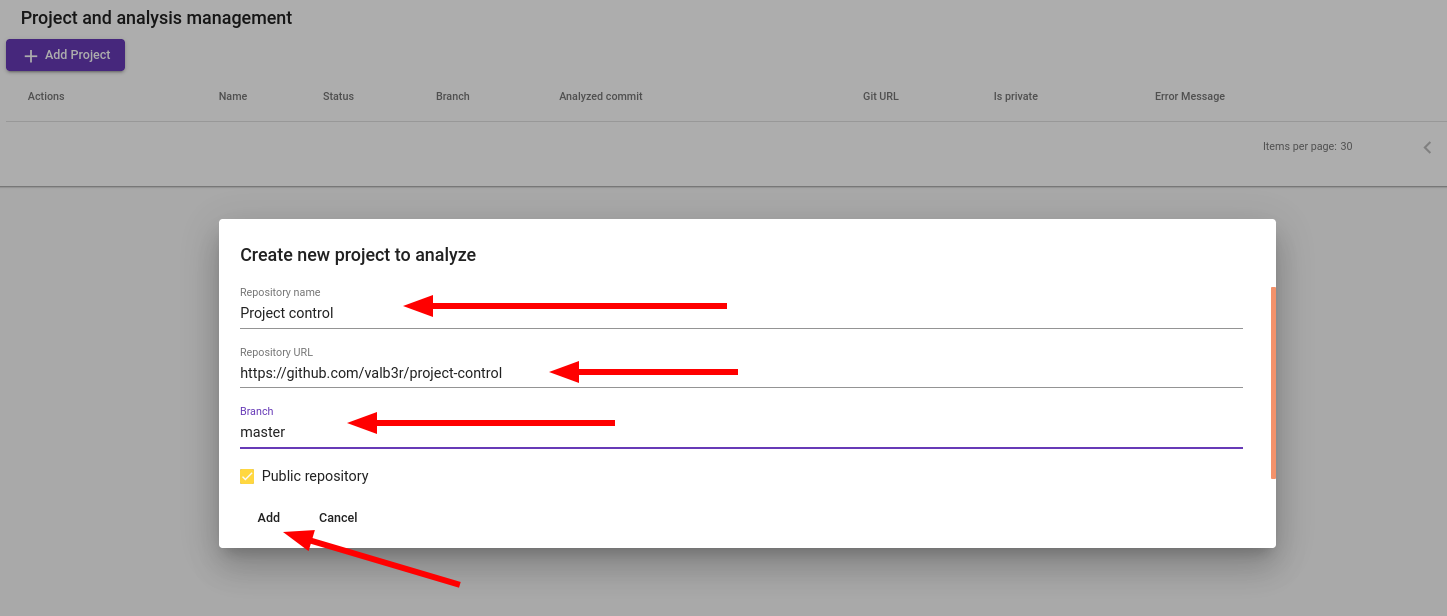 Project and analysis management
Add Project
Actions Name Status Branch Analyzed commit Git URL Is private Error Message
Items per page: 30
Create new project to analyze
Repository name
Project control
Repository URL
https://github.com/valb3r/project-control
Branch
master
Public repository
Add Cancel